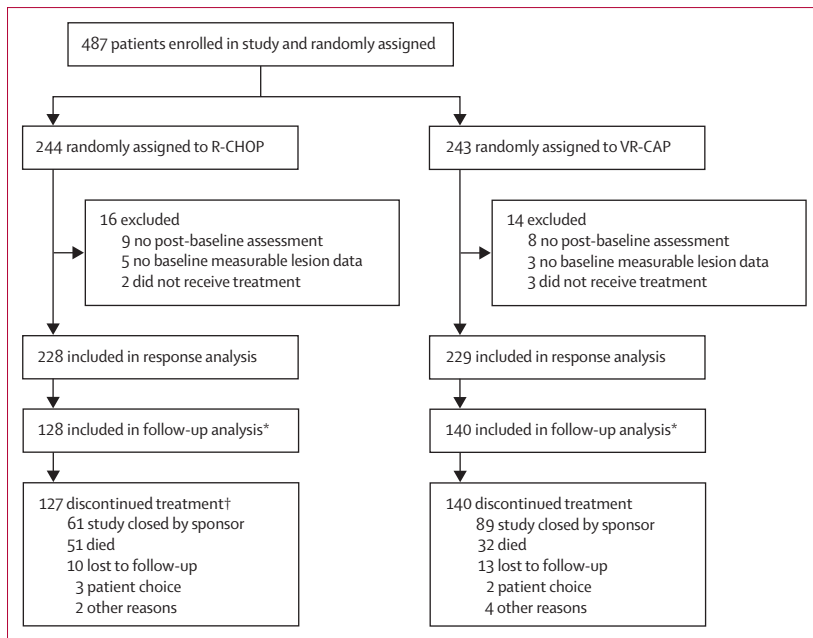 487 patients enrolled in study and randomly assigned
244 randomly assigned to R-CHOP
243 randomly assigned to VR-CAP
16 excluded
9 no post-baseline assessment
5 no baseline measurable lesion data
2 did not receive treatment
14 excluded
8 no post-baseline assessment
3 no baseline measurable lesion data
3 did not receive treatment
228 included in response analysis
229 included in response analysis
128 included in follow-up analysis*
140 included in follow-up analysis*
127 discontinued treatment†
61 study closed by sponsor
51 died
10 lost to follow-up
3 patient choice
2 other reasons
140 discontinued treatment
89 study closed by sponsor
32 died
13 lost to follow-up
2 patient choice
4 other reasons